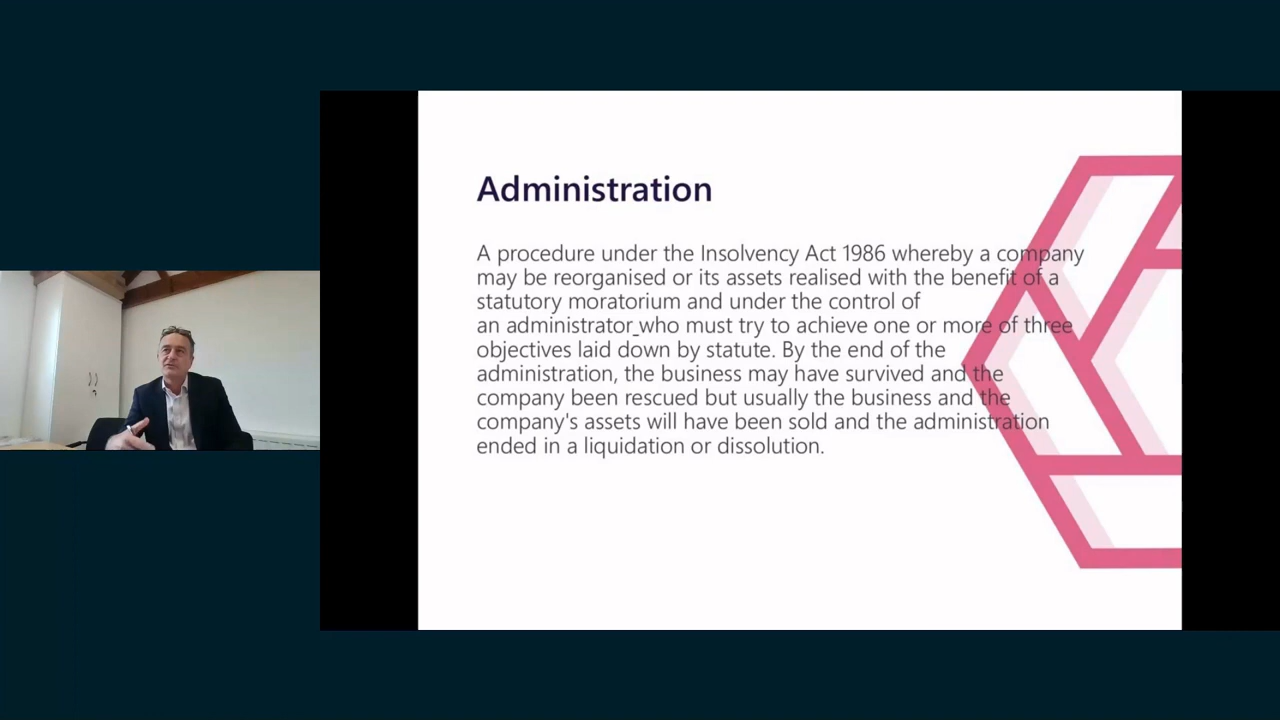 Administration
A procedure under the Insolvency Act 1986 whereby a company
may be reorganised or its assets realised with the benefit of a
statutory moratorium and under the control of
an administrator who must try to achieve one or more of three
objectives laid down by statute. By the end of the
administration, the business may have survived and the
company been rescued but usually the business and the
company's assets will have been sold and the administration
ended in a liquidation or dissolution.